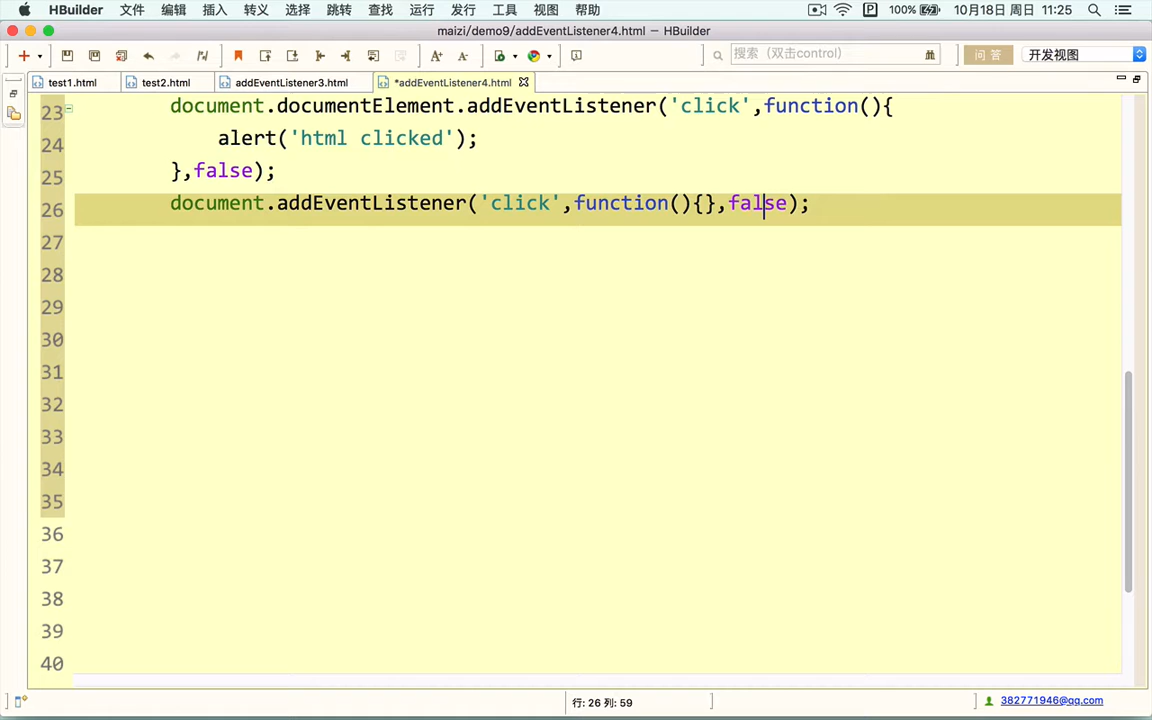 HBuilder 文件 编辑 插入 转义 选择 跳转 查找 运行 发行 工具 视图 帮助 P 100% 10月18日 周日 11:25
maizi/demo9/addEventListener4.html — HBuilder
A+ A- 搜索（双击control） 问 答 开发视图
test1.html test2.html addEventListener3.html *addEventListener4.html
23 document.documentElement.addEventListener('click',function(){
24 alert('html clicked');
25 },false);
26 document.addEventListener('click',function(){},false);
27
28
29
30
31
32
33
34
35
36
37
38
39
40
行: 26 列: 59 382771946@qq.com